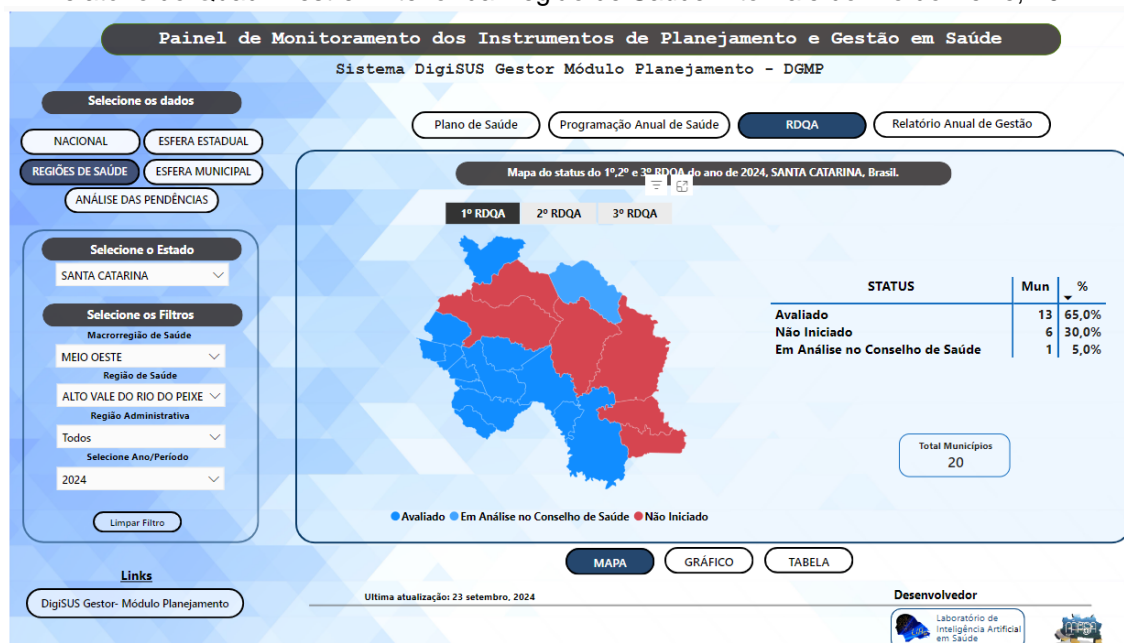 Painel de Monitoramento dos Instrumentos de Planejamento e Gestão em Saúde
Sistema DigiSUS Gestor Módulo Planejamento - DGMP
Selecione os dados
NACIONAL
ESFERA ESTADUAL
REGIÕES DE SAÚDE
ESFERA MUNICIPAL
ANÁLISE DAS PENDÊNCIAS
Plano de Saúde
Programação Anual de Saúde
RDQA
Relatório Anual de Gestão
Selecione o Estado
SANTA CATARINA
Selecione os Filtros
Macrorregião de Saúde
MEIO OESTE
Região de Saúde
ALTO VALE DO RIO DO PEIXE
Região Administrativa
Todos
Selecione Ano/Período
2024
Limpar Filtro
Mapa do status do 1º,2º e 3º RDQA do ano de 2024, SANTA CATARINA, Brasil.
1º RDQA 2º RDQA 3º RDQA
STATUS Mun %
Avaliado 13 65,0%
Não Iniciado 6 30,0%
Em Análise no Conselho de Saúde 1 5,0%
Total Municípios
20
Avaliado Em Análise no Conselho de Saúde Não Iniciado
MAPA GRÁFICO TABELA
Links
DigiSUS Gestor- Módulo Planejamento
Ultima atualização: 23 setembro, 2024
Desenvolvedor
Laboratório de
Inteligência Artificial
em Saúde